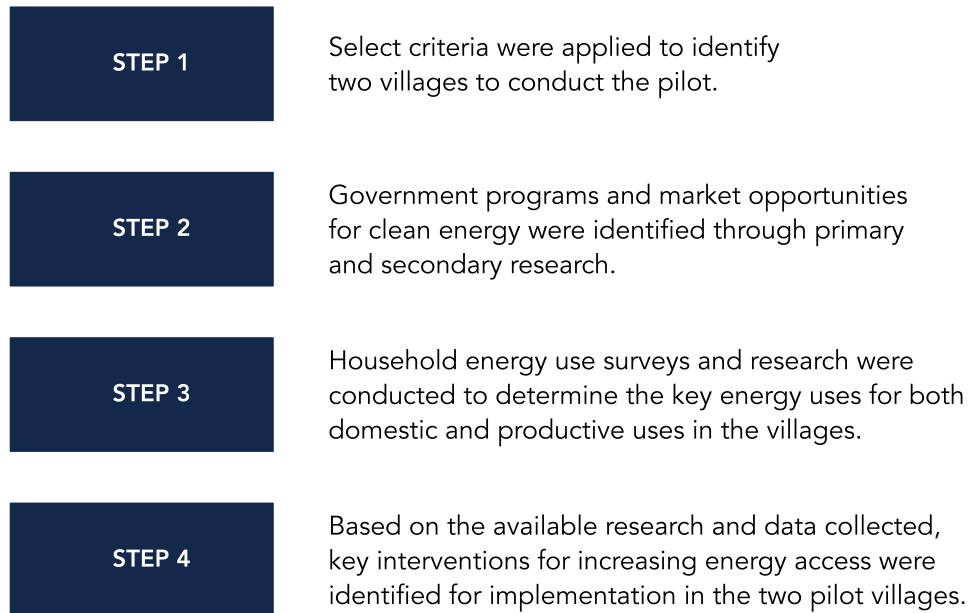 STEP 1
Select criteria were applied to identify
two villages to conduct the pilot.
STEP 2
Government programs and market opportunities
for clean energy were identified through primary
and secondary research.
STEP 3
Household energy use surveys and research were
conducted to determine the key energy uses for both
domestic and productive uses in the villages.
STEP 4
Based on the available research and data collected,
key interventions for increasing energy access were
identified for implementation in the two pilot villages.